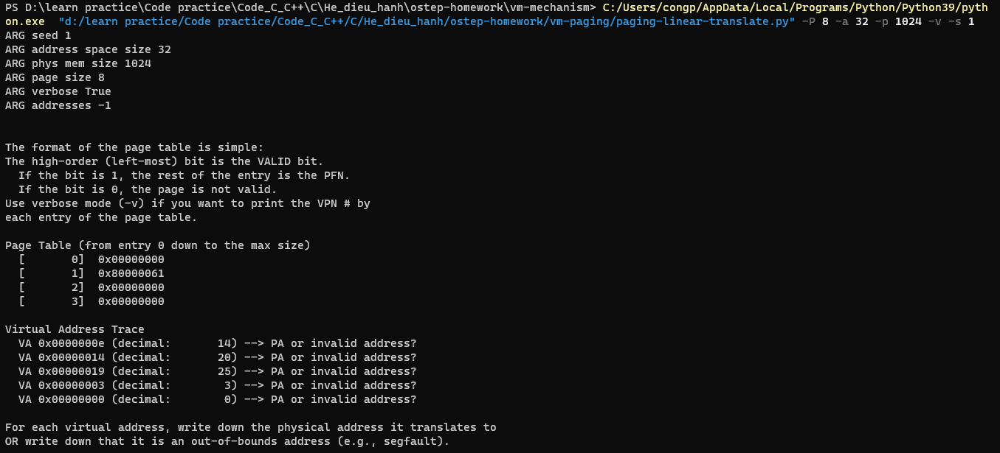 PS D:\learn practice\Code practice\Code_C_C++\C\He_dieu_hanh\ostep-homework\vm-mechanism> C:/Users/congp/AppData/Local/Programs/Python/Python39/pyth
on.exe  "d:/learn practice/Code practice/Code_C_C++/C/He_dieu_hanh/ostep-homework/vm-paging/paging-linear-translate.py" -P 8 -a 32 -p 1024 -v -s 1
ARG seed 1
ARG address space size 32
ARG phys mem size 1024
ARG page size 8
ARG verbose True
ARG addresses -1

The format of the page table is simple:
The high-order (left-most) bit is the VALID bit.
  If the bit is 1, the rest of the entry is the PFN.
  If the bit is 0, the page is not valid.
Use verbose mode (-v) if you want to print the VPN # by
each entry of the page table.

Page Table (from entry 0 down to the max size)
  [       0]  0x00000000
  [       1]  0x80000061
  [       2]  0x00000000
  [       3]  0x00000000

Virtual Address Trace
  VA 0x0000000e (decimal:       14) --> PA or invalid address?
  VA 0x00000014 (decimal:       20) --> PA or invalid address?
  VA 0x00000019 (decimal:       25) --> PA or invalid address?
  VA 0x00000003 (decimal:        3) --> PA or invalid address?
  VA 0x00000000 (decimal:        0) --> PA or invalid address?

For each virtual address, write down the physical address it translates to
OR write down that it is an out-of-bounds address (e.g., segfault).